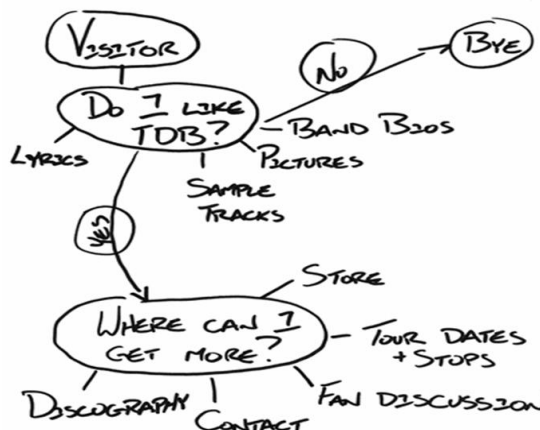 VISITOR
BYE
NO
DO I LIKE
TDB?
BAND BIOS
LYRICS
PICTURES
SAMPLE
TRACKS
YES
STORE
WHERE CAN I
GET MORE?
TOUR DATES
+ STOPS
DISCOGRAPHY
CONTACT
FAN DISCUSSION